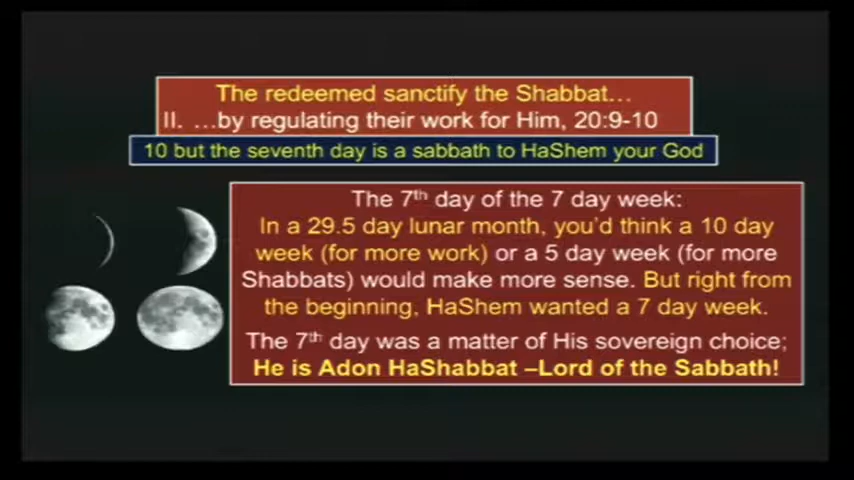 The redeemed sanctify the Shabbat…
II. …by regulating their work for Him, 20:9-10
10 but the seventh day is a sabbath to HaShem your God
The 7th day of the 7 day week:
In a 29.5 day lunar month, you'd think a 10 day
week (for more work) or a 5 day week (for more
Shabbats) would make more sense. But right from
the beginning, HaShem wanted a 7 day week.
The 7th day was a matter of His sovereign choice;
He is Adon HaShabbat –Lord of the Sabbath!